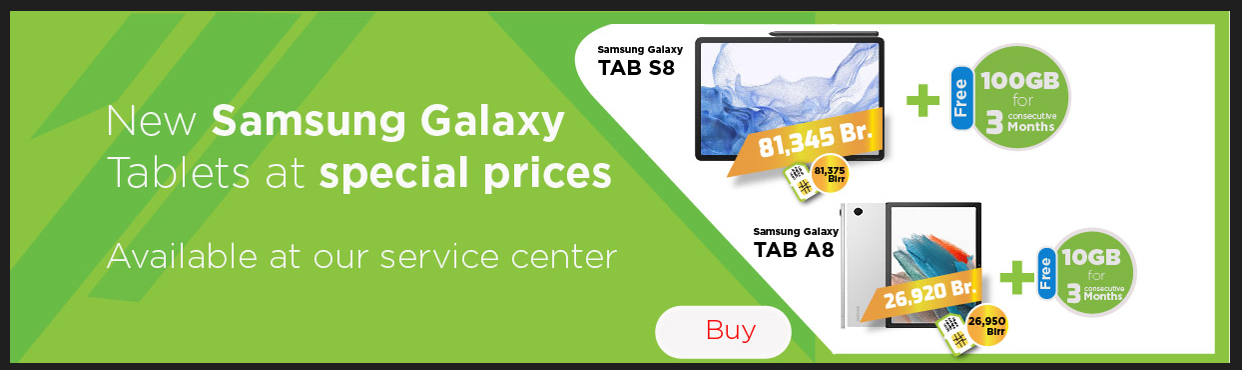 New Samsung Galaxy
Tablets at special prices
Available at our service center
Buy
Samsung Galaxy
TAB S8
81,345 Br.
81,375
Birr
Free
100GB
for
3 consecutive
Months
Samsung Galaxy
TAB A8
26,920 Br.
26,950
Birr
Free
10GB
for
3 consecutive
Months